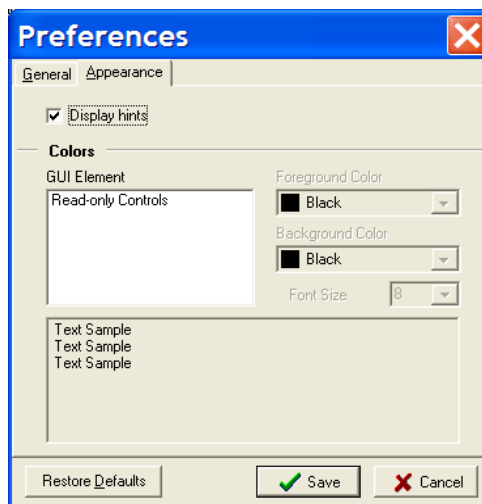 Preferences
General Appearance
Display hints
Colors
GUI Element
Read-only Controls
Foreground Color
Black
Background Color
Black
Font Size 8
Text Sample
Text Sample
Text Sample
Restore Defaults Save Cancel